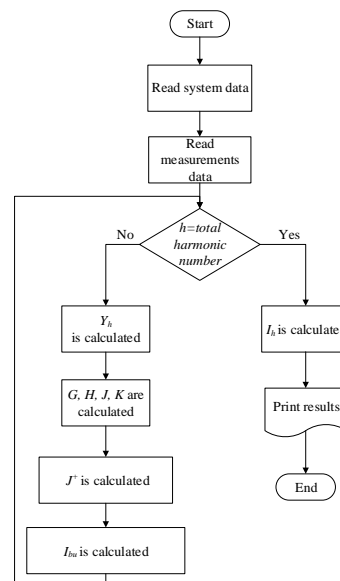 Start
Read system data
Read
measurements
data
h=total
harmonic
number
No
Yes
Y_h
is calculated
I_h is calculate
G, H, J, K are
calculated
Print results
J⁺ is calculated
End
I_bu is calculated